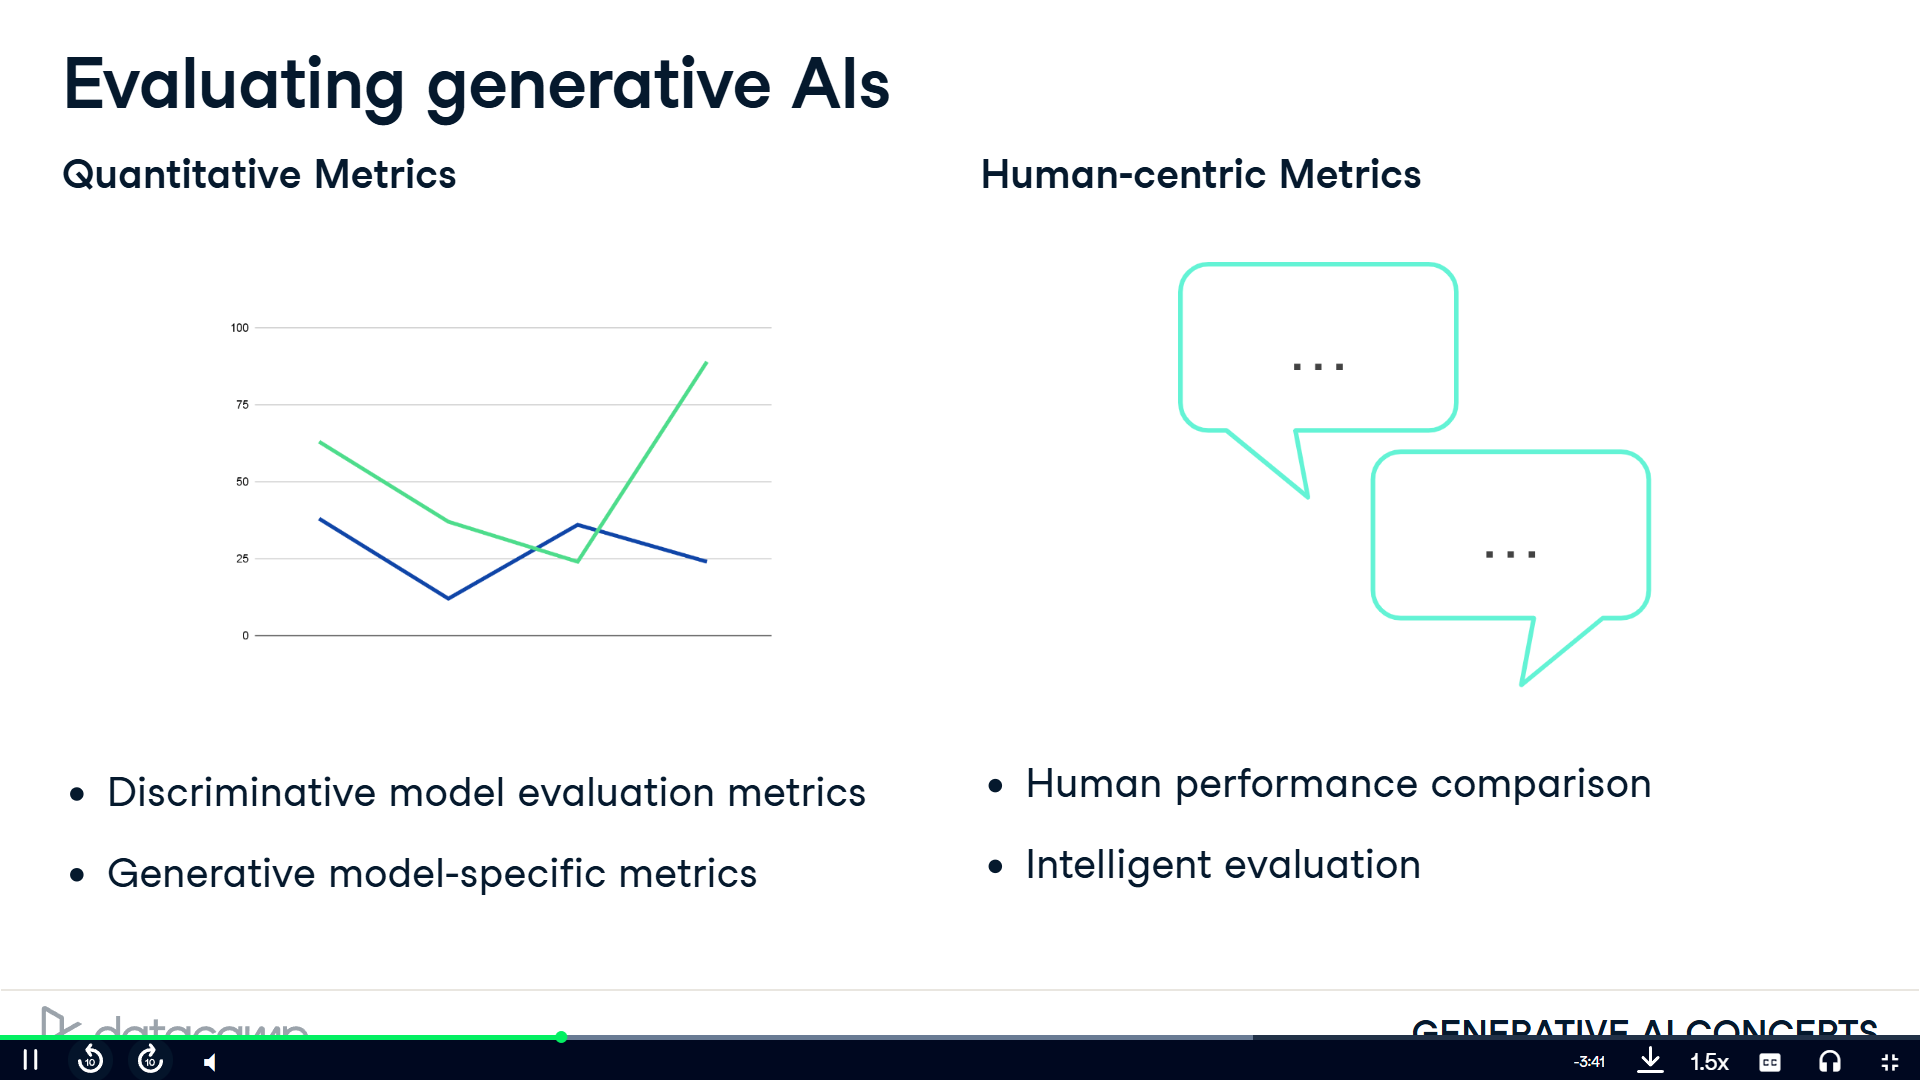 Evaluating generative AIs
Quantitative Metrics
Human-centric Metrics
100
75
50
25
0
...
...
• Discriminative model evaluation metrics
• Generative model-specific metrics
• Human performance comparison
• Intelligent evaluation
datacamp
GENERATIVE AI CONCEPTS
10
10
-3:41
1.5x
CC